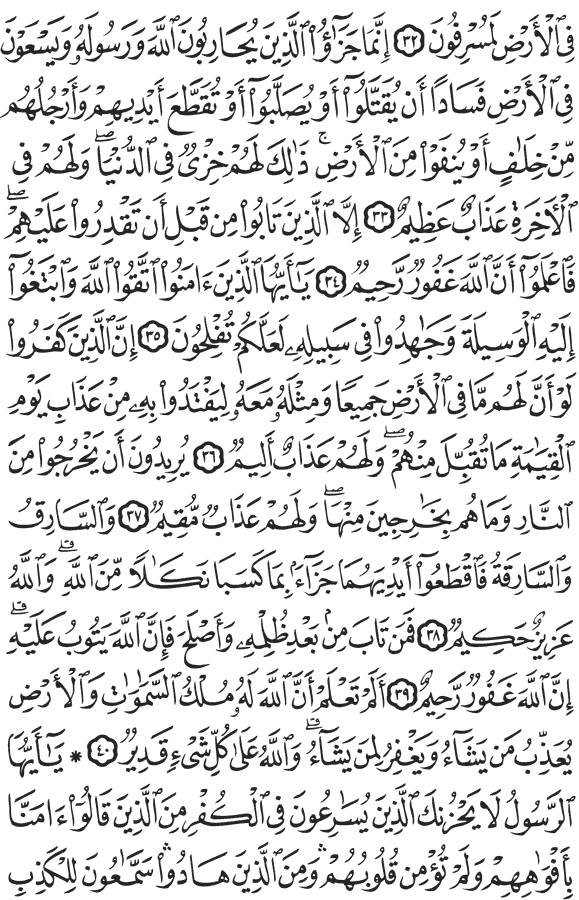 فِى ٱلْأَرْضِ لَمُسْرِفُونَ ۝٣٢ إِنَّمَا جَزَٰٓؤُا۟ ٱلَّذِينَ يُحَارِبُونَ ٱللَّهَ وَرَسُولَهُۥ وَيَسْعَوْنَ
فِى ٱلْأَرْضِ فَسَادًا أَن يُقَتَّلُوٓا۟ أَوْ يُصَلَّبُوٓا۟ أَوْ تُقَطَّعَ أَيْدِيهِمْ وَأَرْجُلُهُم
مِّنْ خِلَٰفٍ أَوْ يُنفَوْا۟ مِنَ ٱلْأَرْضِ ۚ ذَٰلِكَ لَهُمْ خِزْىٌ فِى ٱلدُّنْيَا ۖ وَلَهُمْ فِى
ٱلْأَخِرَةِ عَذَابٌ عَظِيمٌ ۝٣٣ إِلَّا ٱلَّذِينَ تَابُوا۟ مِن قَبْلِ أَن تَقْدِرُوا۟ عَلَيْهِمْ ۖ
فَٱعْلَمُوٓا۟ أَنَّ ٱللَّهَ غَفُورٌ رَّحِيمٌ ۝٣٤ يَٰٓأَيُّهَا ٱلَّذِينَ ءَامَنُوا۟ ٱتَّقُوا۟ ٱللَّهَ وَٱبْتَغُوٓا۟
إِلَيْهِ ٱلْوَسِيلَةَ وَجَٰهِدُوا۟ فِى سَبِيلِهِۦ لَعَلَّكُمْ تُفْلِحُونَ ۝٣٥ إِنَّ ٱلَّذِينَ كَفَرُوا۟
لَوْ أَنَّ لَهُم مَّا فِى ٱلْأَرْضِ جَمِيعًا وَمِثْلَهُۥ مَعَهُۥ لِيَفْتَدُوا۟ بِهِۦ مِنْ عَذَابِ يَوْمِ
ٱلْقِيَٰمَةِ مَا تُقُبِّلَ مِنْهُمْ ۖ وَلَهُمْ عَذَابٌ أَلِيمٌ ۝٣٦ يُرِيدُونَ أَن يَخْرُجُوا۟ مِنَ
ٱلنَّارِ وَمَا هُم بِخَٰرِجِينَ مِنْهَا ۖ وَلَهُمْ عَذَابٌ مُّقِيمٌ ۝٣٧ وَٱلسَّارِقُ
وَٱلسَّارِقَةُ فَٱقْطَعُوٓا۟ أَيْدِيَهُمَا جَزَآءًۢ بِمَا كَسَبَا نَكَٰلًا مِّنَ ٱللَّهِ ۗ وَٱللَّهُ
عَزِيزٌ حَكِيمٌ ۝٣٨ فَمَن تَابَ مِنۢ بَعْدِ ظُلْمِهِۦ وَأَصْلَحَ فَإِنَّ ٱللَّهَ يَتُوبُ عَلَيْهِ ۗ
إِنَّ ٱللَّهَ غَفُورٌ رَّحِيمٌ ۝٣٩ أَلَمْ تَعْلَمْ أَنَّ ٱللَّهَ لَهُۥ مُلْكُ ٱلسَّمَٰوَٰتِ وَٱلْأَرْضِ
يُعَذِّبُ مَن يَشَآءُ وَيَغْفِرُ لِمَن يَشَآءُ ۗ وَٱللَّهُ عَلَىٰ كُلِّ شَىْءٍ قَدِيرٌ ۝٤٠ * يَٰٓأَيُّهَا
ٱلرَّسُولُ لَا يَحْزُنكَ ٱلَّذِينَ يُسَٰرِعُونَ فِى ٱلْكُفْرِ مِنَ ٱلَّذِينَ قَالُوٓا۟ ءَامَنَّا
بِأَفْوَٰهِهِمْ وَلَمْ تُؤْمِن قُلُوبُهُمْ ۛ وَمِنَ ٱلَّذِينَ هَادُوا۟ ۛ سَمَّٰعُونَ لِلْكَذِبِ